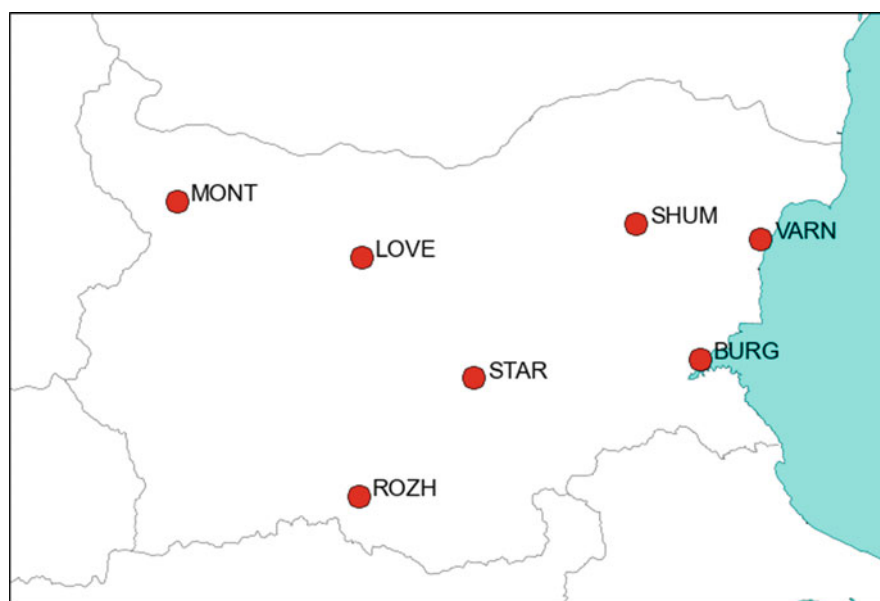 MONT
SHUM
VARN
LOVE
BURG
STAR
ROZH